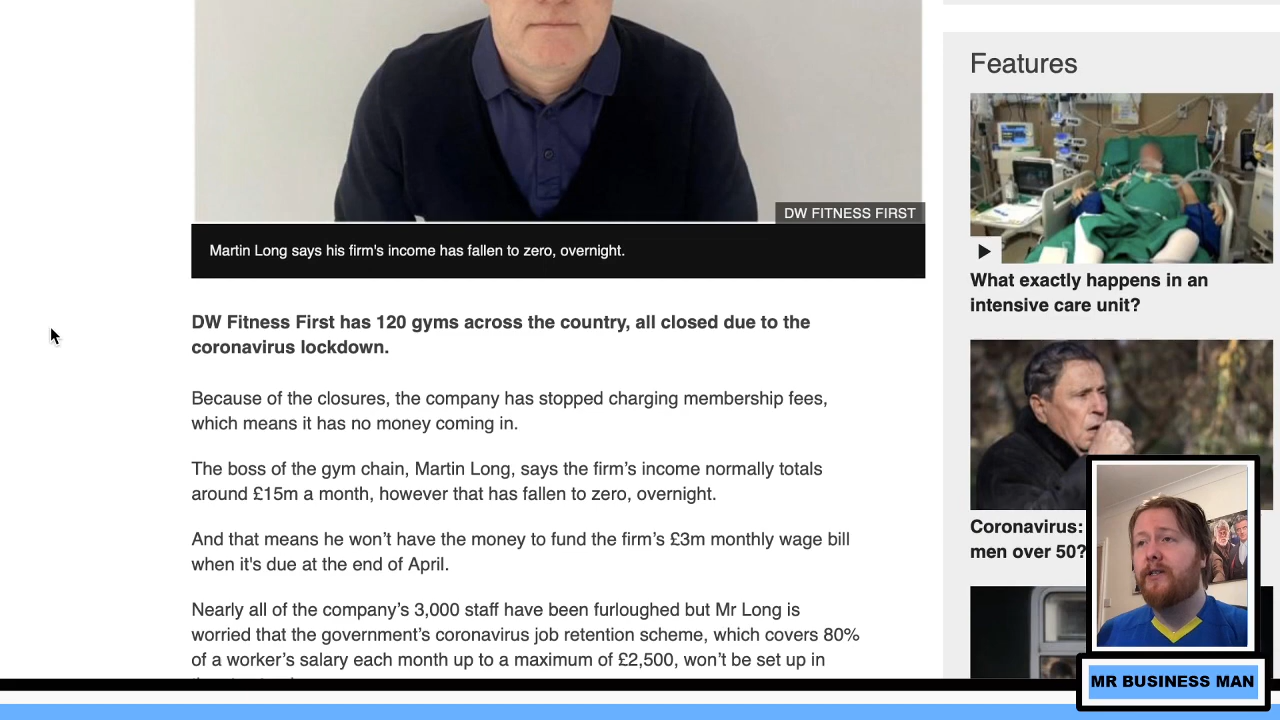 DW FITNESS FIRST
Martin Long says his firm's income has fallen to zero, overnight.
DW Fitness First has 120 gyms across the country, all closed due to the
coronavirus lockdown.
Because of the closures, the company has stopped charging membership fees,
which means it has no money coming in.
The boss of the gym chain, Martin Long, says the firm’s income normally totals
around £15m a month, however that has fallen to zero, overnight.
And that means he won’t have the money to fund the firm’s £3m monthly wage bill
when it's due at the end of April.
Nearly all of the company’s 3,000 staff have been furloughed but Mr Long is
worried that the government’s coronavirus job retention scheme, which covers 80%
of a worker’s salary each month up to a maximum of £2,500, won’t be set up in
Features
What exactly happens in an
intensive care unit?
Coronavirus:
men over 50?
MR BUSINESS MAN